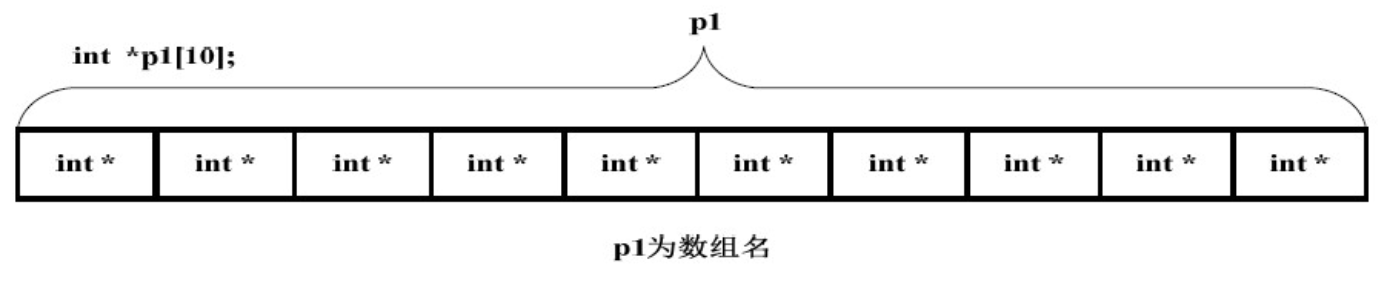 p1
int *p1[10];
int * int * int * int * int * int * int * int * int * int *
p1为数组名